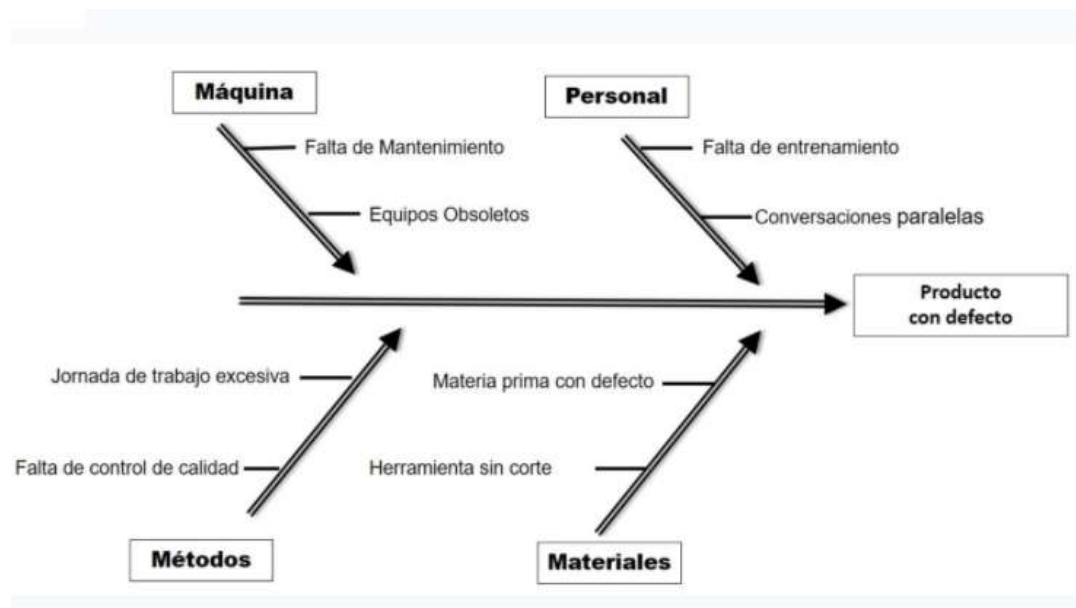 Máquina
Personal
Falta de Mantenimiento
Falta de entrenamiento
Equipos Obsoletos
Conversaciones paralelas
Producto
con defecto
Jornada de trabajo excesiva
Materia prima con defecto
Falta de control de calidad
Herramienta sin corte
Métodos
Materiales